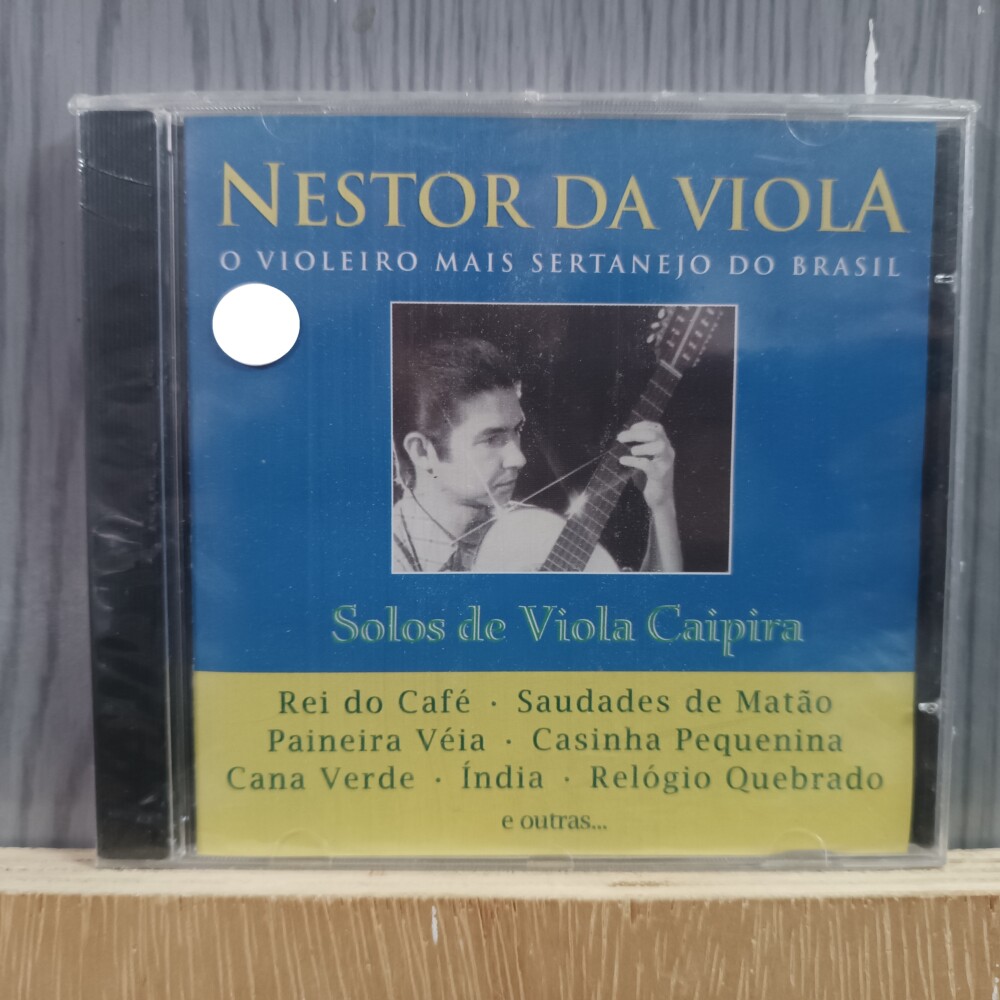 NESTOR DA VIOLA
O VIOLEIRO MAIS SERTANEJO DO BRASIL
Solos de Viola Caipira
Rei do Café · Saudades de Matão
Paineira Véia · Casinha Pequenina
Cana Verde · Índia · Relógio Quebrado
e outras...